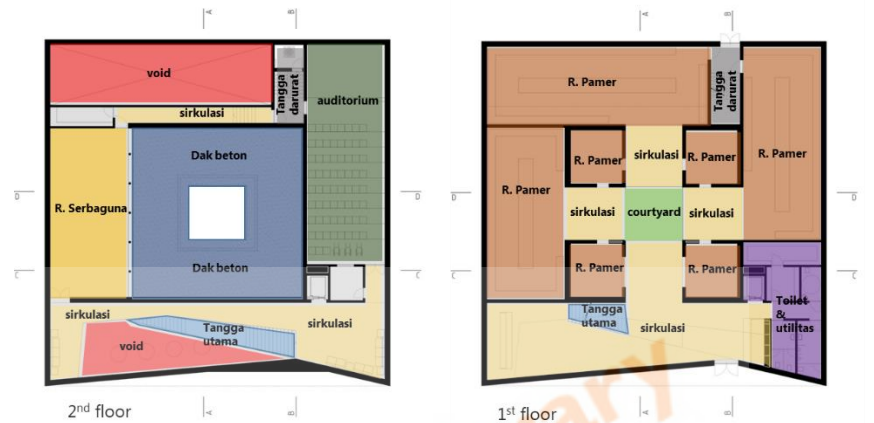 A
B
void
Tangga
darurat
sirkulasi
auditorium
Dak beton
R. Serbaguna
Dak beton
D
D
C
C
sirkulasi
Tangga
utama
sirkulasi
void
2nd floor
A
B
A
B
R. Pamer
Tangga
darurat
R. Pamer
sirkulasi
R. Pamer
R. Pamer
R. Pamer
sirkulasi
courtyard
sirkulasi
D
D
C
C
R. Pamer
R. Pamer
Tangga
utama
sirkulasi
Toilet
&
utilitas
1st floor
A
B